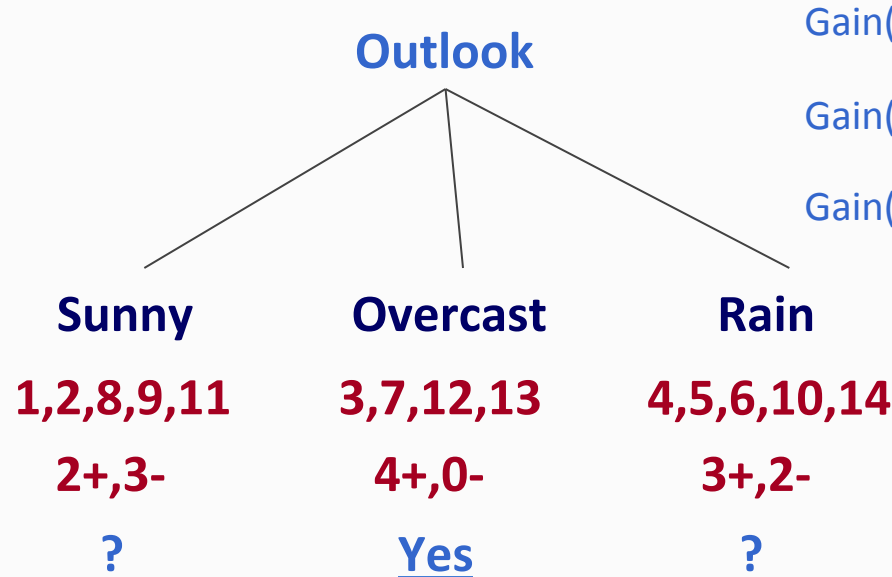 Outlook
Gain(
Gain(
Gain(
Sunny Overcast Rain
1,2,8,9,11 3,7,12,13 4,5,6,10,14
2+,3- 4+,0- 3+,2-
? Yes ?